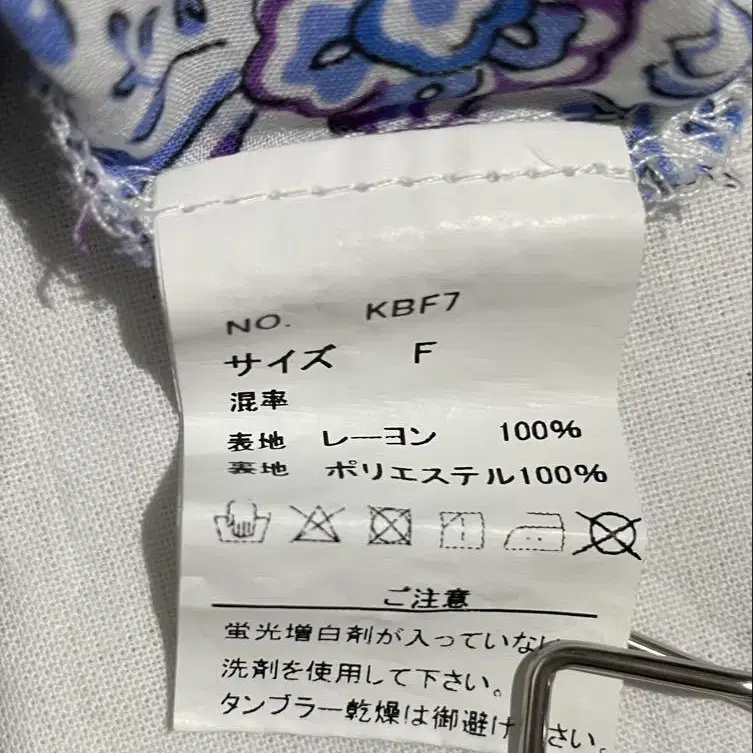 NO. KBF7
サイズ F
混率
表地 レーヨン 100%
裏地 ポリエステル100%
ご注意
蛍光増白剤が入っていな
洗剤を使用して下さい。
タンブラー乾燥は御避け さい。